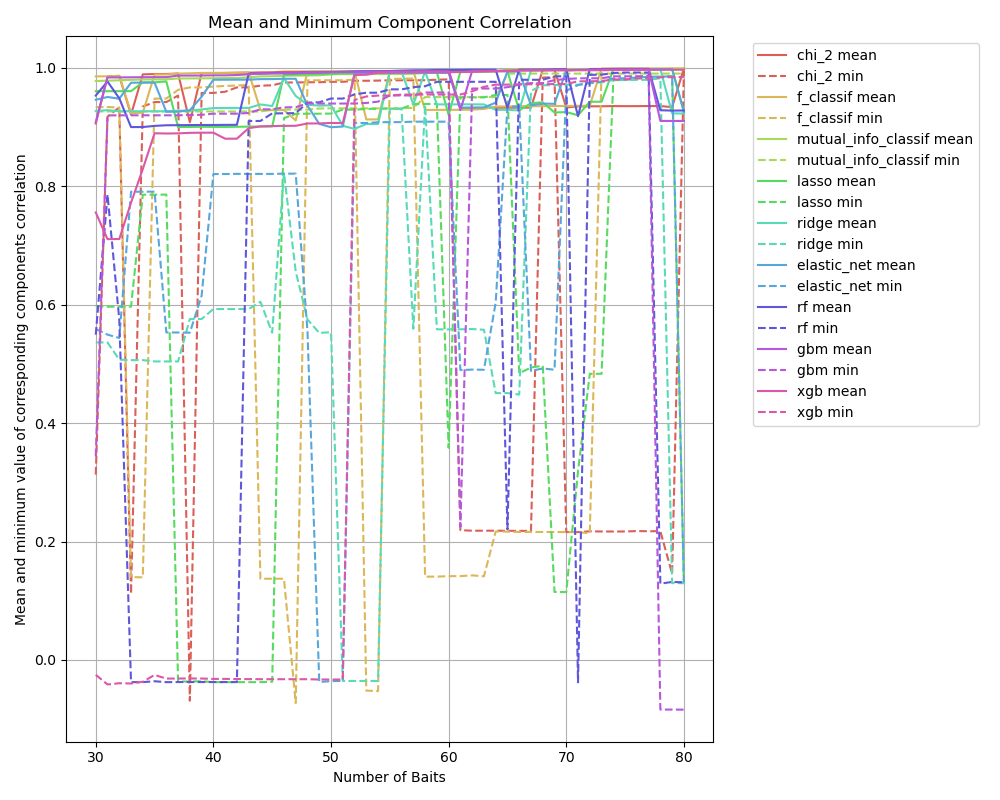 Mean and Minimum Component Correlation
Mean and minimum value of corresponding components correlation
1.0
0.8
0.6
0.4
0.2
0.0
30 40 50 60 70 80
Number of Baits
chi_2 mean
chi_2 min
f_classif mean
f_classif min
mutual_info_classif mean
mutual_info_classif min
lasso mean
lasso min
ridge mean
ridge min
elastic_net mean
elastic_net min
rf mean
rf min
gbm mean
gbm min
xgb mean
xgb min